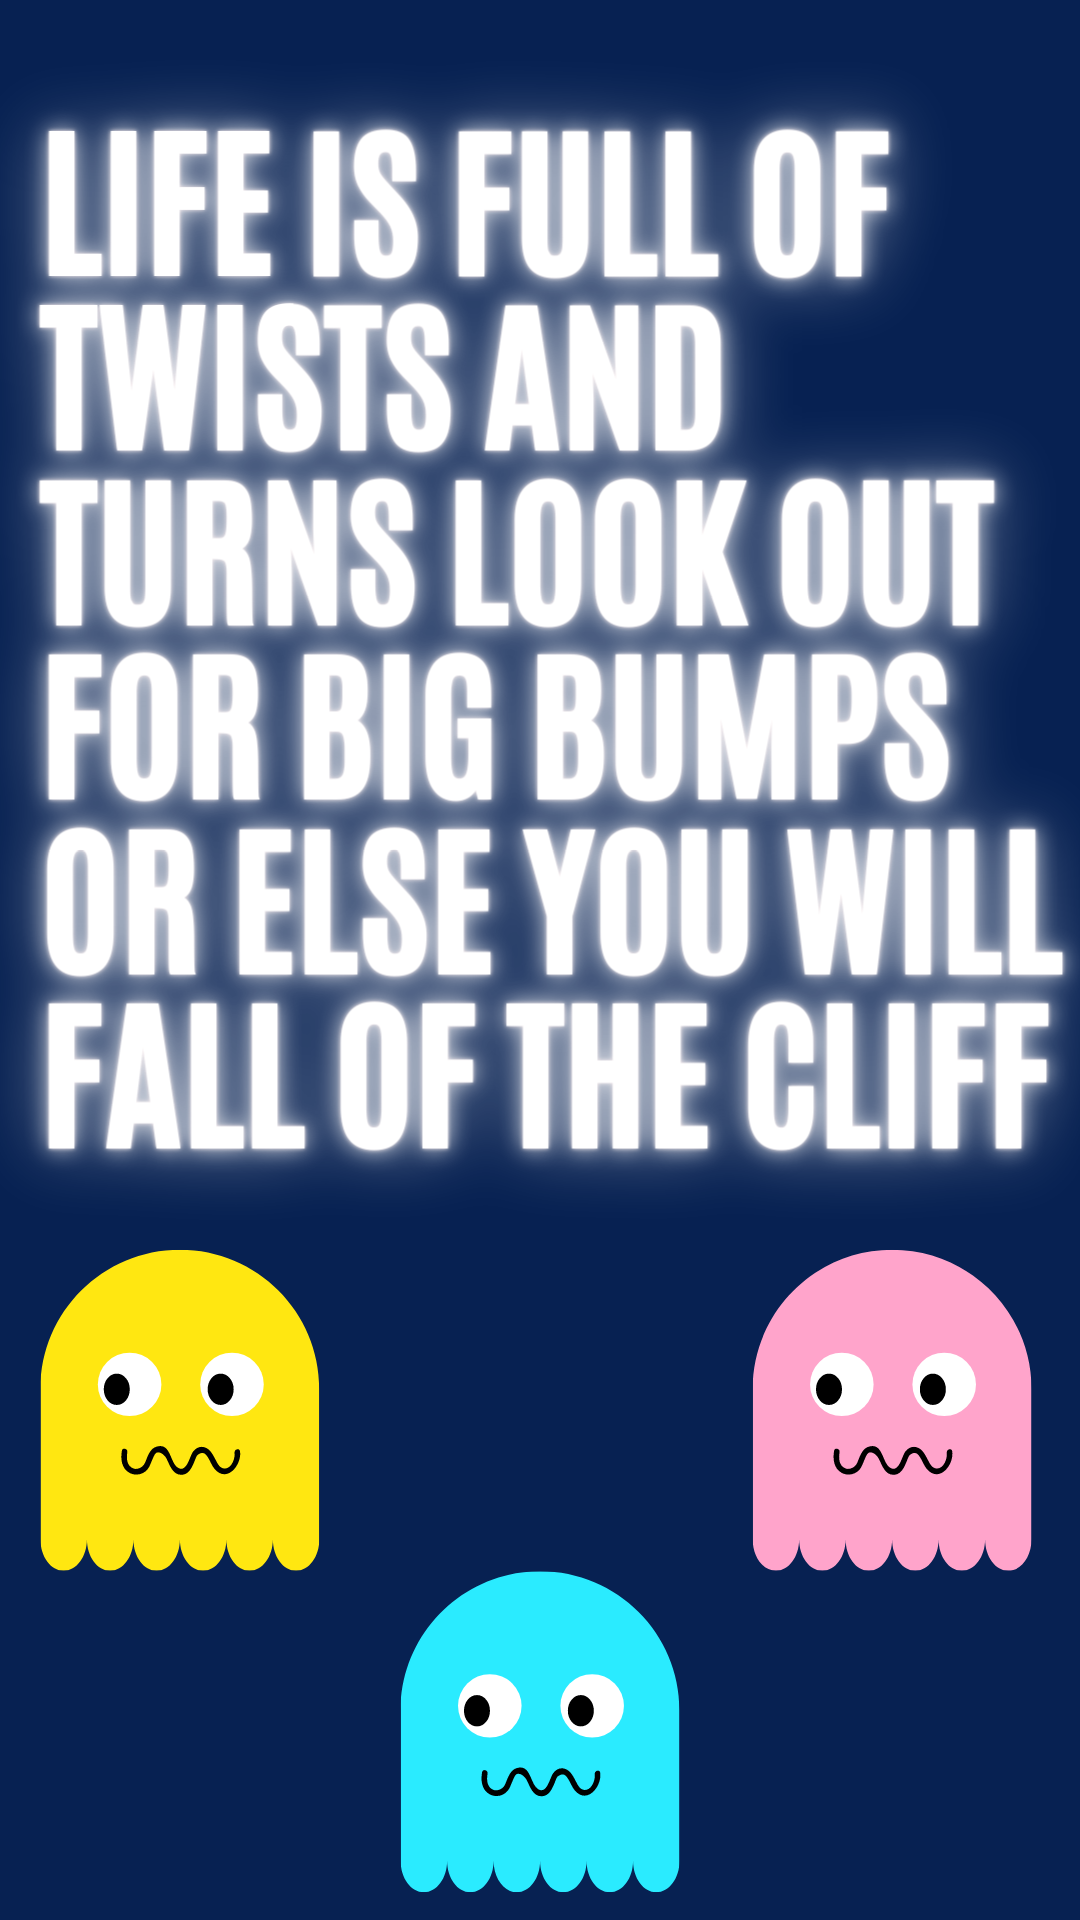 LIFE IS FULL OF
TWISTS AND
TURNS LOOK OUT
FOR BIG BUMPS
OR ELSE YOU WILL
FALL OF THE CLIFF